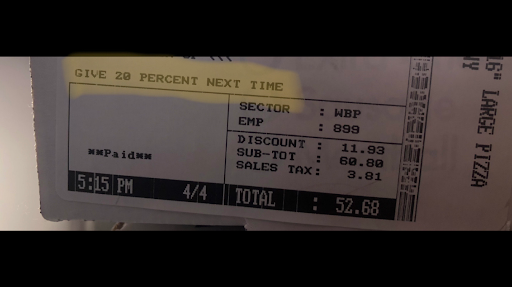 GIVE 20 PERCENT NEXT TIME
SECTOR : WBP
EMP : 899
DISCOUNT : 11.93
SUB-TOT : 60.80
SALES TAX: 3.81
**Paid**
5:15 PM 4/4 TOTAL : 52.68
16" LARGE PIZZA